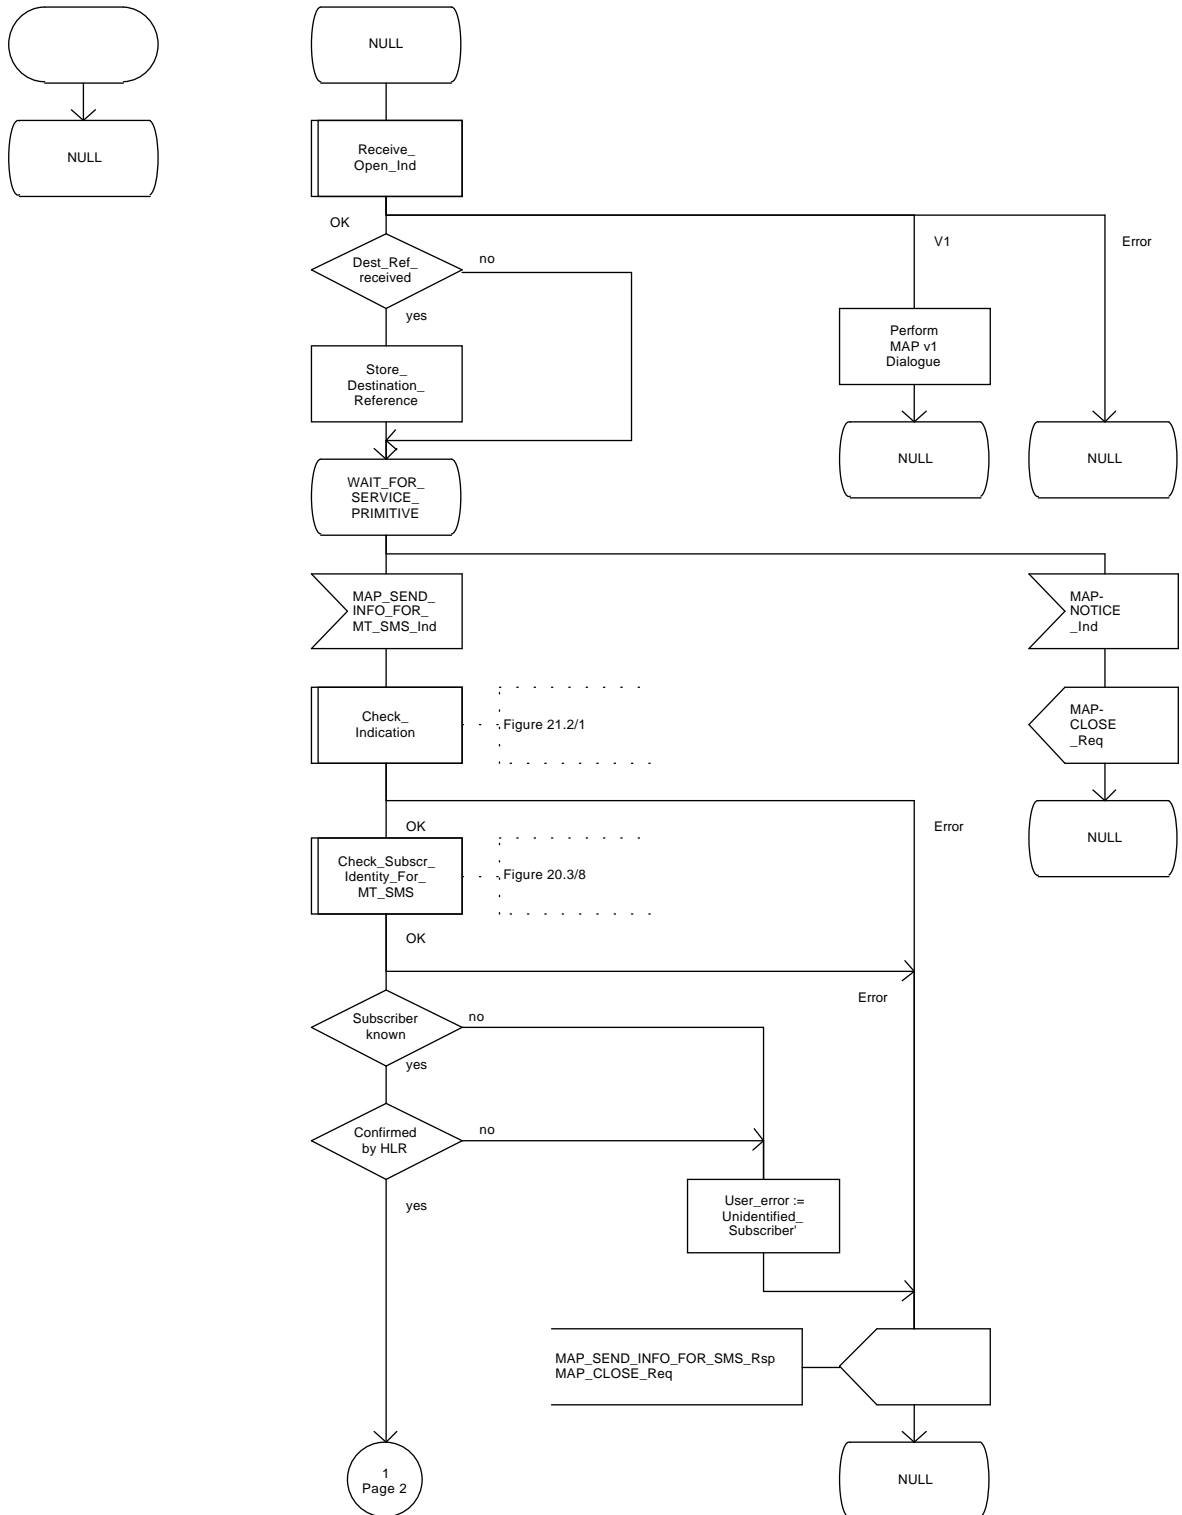 NULL
NULL
Receive_
Open_Ind
OK
V1
Error
Dest_Ref_
received
no
yes
Perform
MAP v1
Dialogue
Store_
Destination_
Reference
NULL
NULL
WAIT_FOR_
SERVICE_
PRIMITIVE
MAP_SEND_
INFO_FOR_
MT_SMS_Ind
MAP-
NOTICE
_Ind
Check_
Indication
Figure 21.2/1
MAP-
CLOSE
_Req
OK
Error
NULL
Check_Subscr_
Identity_For_
MT_SMS
Figure 20.3/8
OK
Error
Subscriber
known
no
yes
Confirmed
by HLR
no
yes
User_error :=
Unidentified_
Subscriber'
MAP_SEND_INFO_FOR_SMS_Rsp
MAP_CLOSE_Req
1
Page 2
NULL